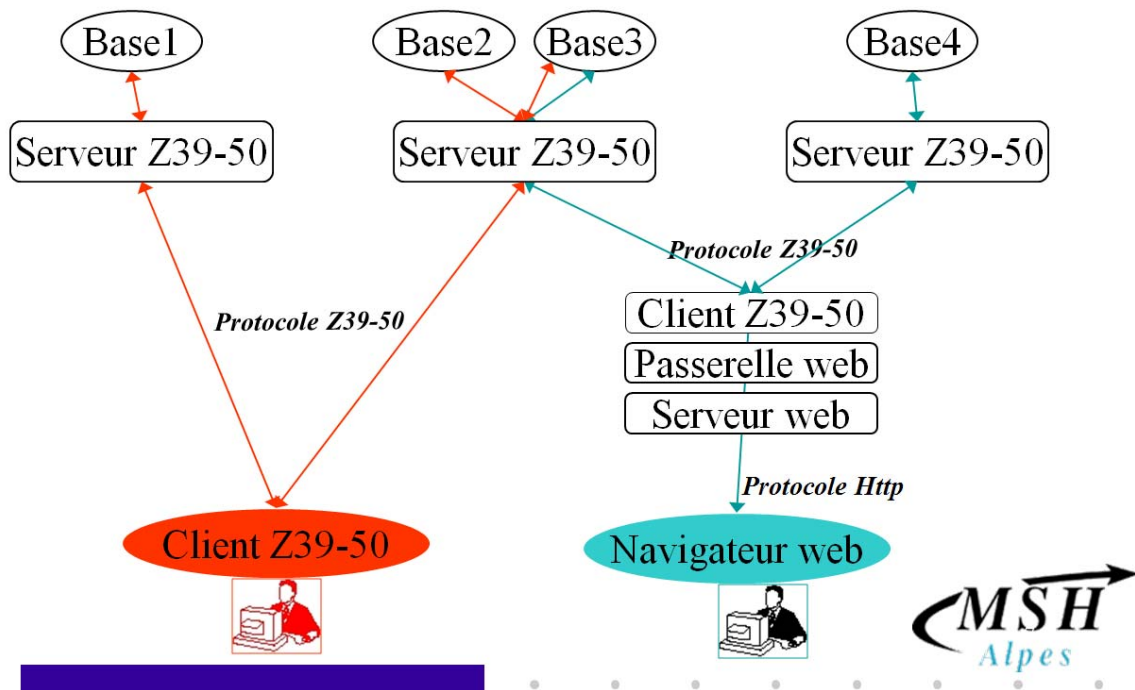 Base1
Base2
Base3
Base4
Serveur Z39-50
Serveur Z39-50
Serveur Z39-50
Protocole Z39-50
Client Z39-50
Protocole Z39-50
Passerelle web
Serveur web
Protocole Http
Client Z39-50
Navigateur web
MSH
Alpes